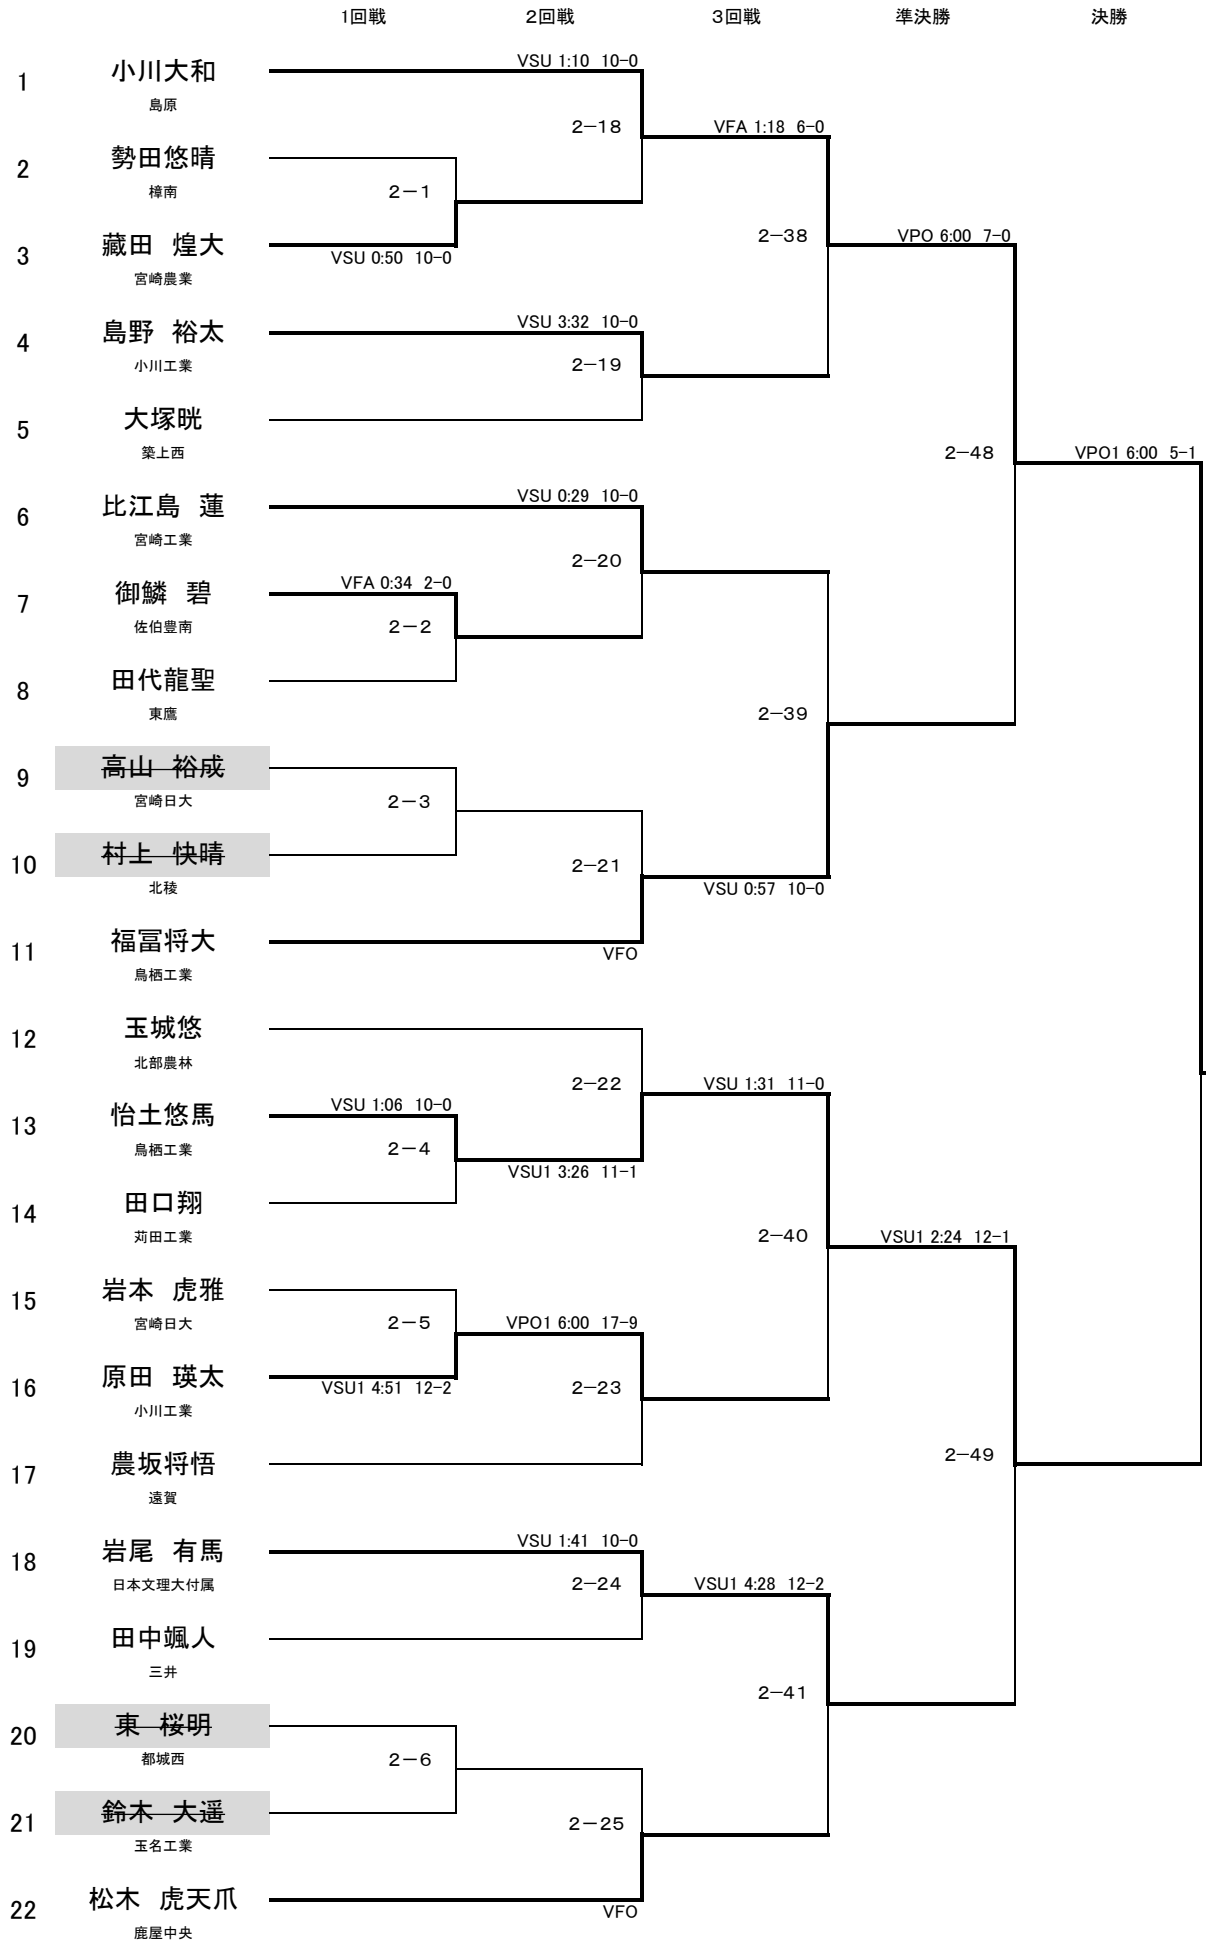 1回戦 2回戦 3回戦 準決勝 決勝
VSU 1:10 10-0
1 小川大和
島原
2-18
VFA 1:18 6-0
2 勢田悠晴
樟南
2-1
3 藏田 煌大
宮崎農業
VSU 0:50 10-0
2-38
VPO 6:00 7-0
4 島野 裕太
小川工業
VSU 3:32 10-0
2-19
5 大塚晄
築上西
2-48
VPO1 6:00 5-1
6 比江島 蓮
宮崎工業
VSU 0:29 10-0
2-20
7 御鱗 碧
佐伯豊南
VFA 0:34 2-0
2-2
8 田代龍聖
東鷹
2-39
9 高山 裕成
宮崎日大
2-3
10 村上 快晴
北稜
2-21
VSU 0:57 10-0
11 福冨将大
鳥栖工業
VFO
12 玉城悠
北部農林
2-22
VSU 1:31 11-0
13 怡土悠馬
鳥栖工業
VSU 1:06 10-0
2-4
VSU1 3:26 11-1
14 田口翔
苅田工業
2-40
VSU1 2:24 12-1
15 岩本 虎雅
宮崎日大
2-5
VPO1 6:00 17-9
16 原田 瑛太
小川工業
VSU1 4:51 12-2
2-23
17 農坂将悟
遠賀
2-49
18 岩尾 有馬
日本文理大付属
VSU 1:41 10-0
2-24
VSU1 4:28 12-2
19 田中颯人
三井
2-41
20 東 桜明
都城西
2-6
21 鈴木 大遥
玉名工業
2-25
22 松木 虎天爪
鹿屋中央
VFO